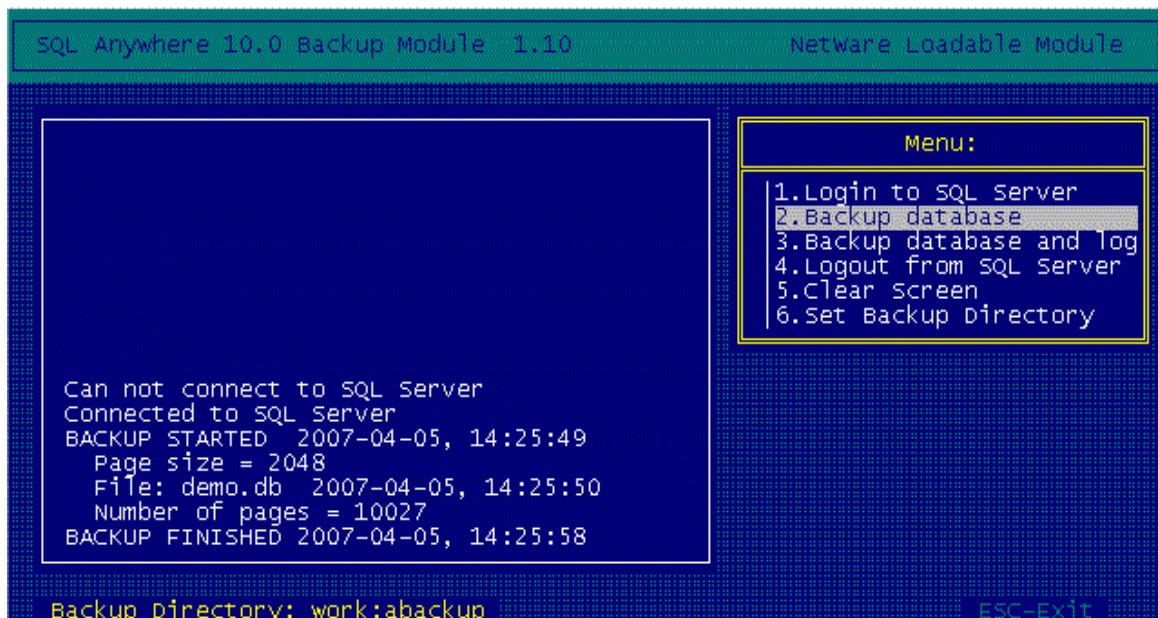 SQL Anywhere 10.0 Backup Module 1.10 NetWare Loadable Module
Menu:
1.Login to SQL Server
2.Backup database
3.Backup database and log
4.Logout from SQL Server
5.Clear Screen
6.Set Backup Directory
Can not connect to SQL Server
Connected to SQL Server
BACKUP STARTED 2007-04-05, 14:25:49
Page size = 2048
File: demo.db 2007-04-05, 14:25:50
Number of pages = 10027
BACKUP FINISHED 2007-04-05, 14:25:58
Backup Directory: work:abackup ESC-Exit